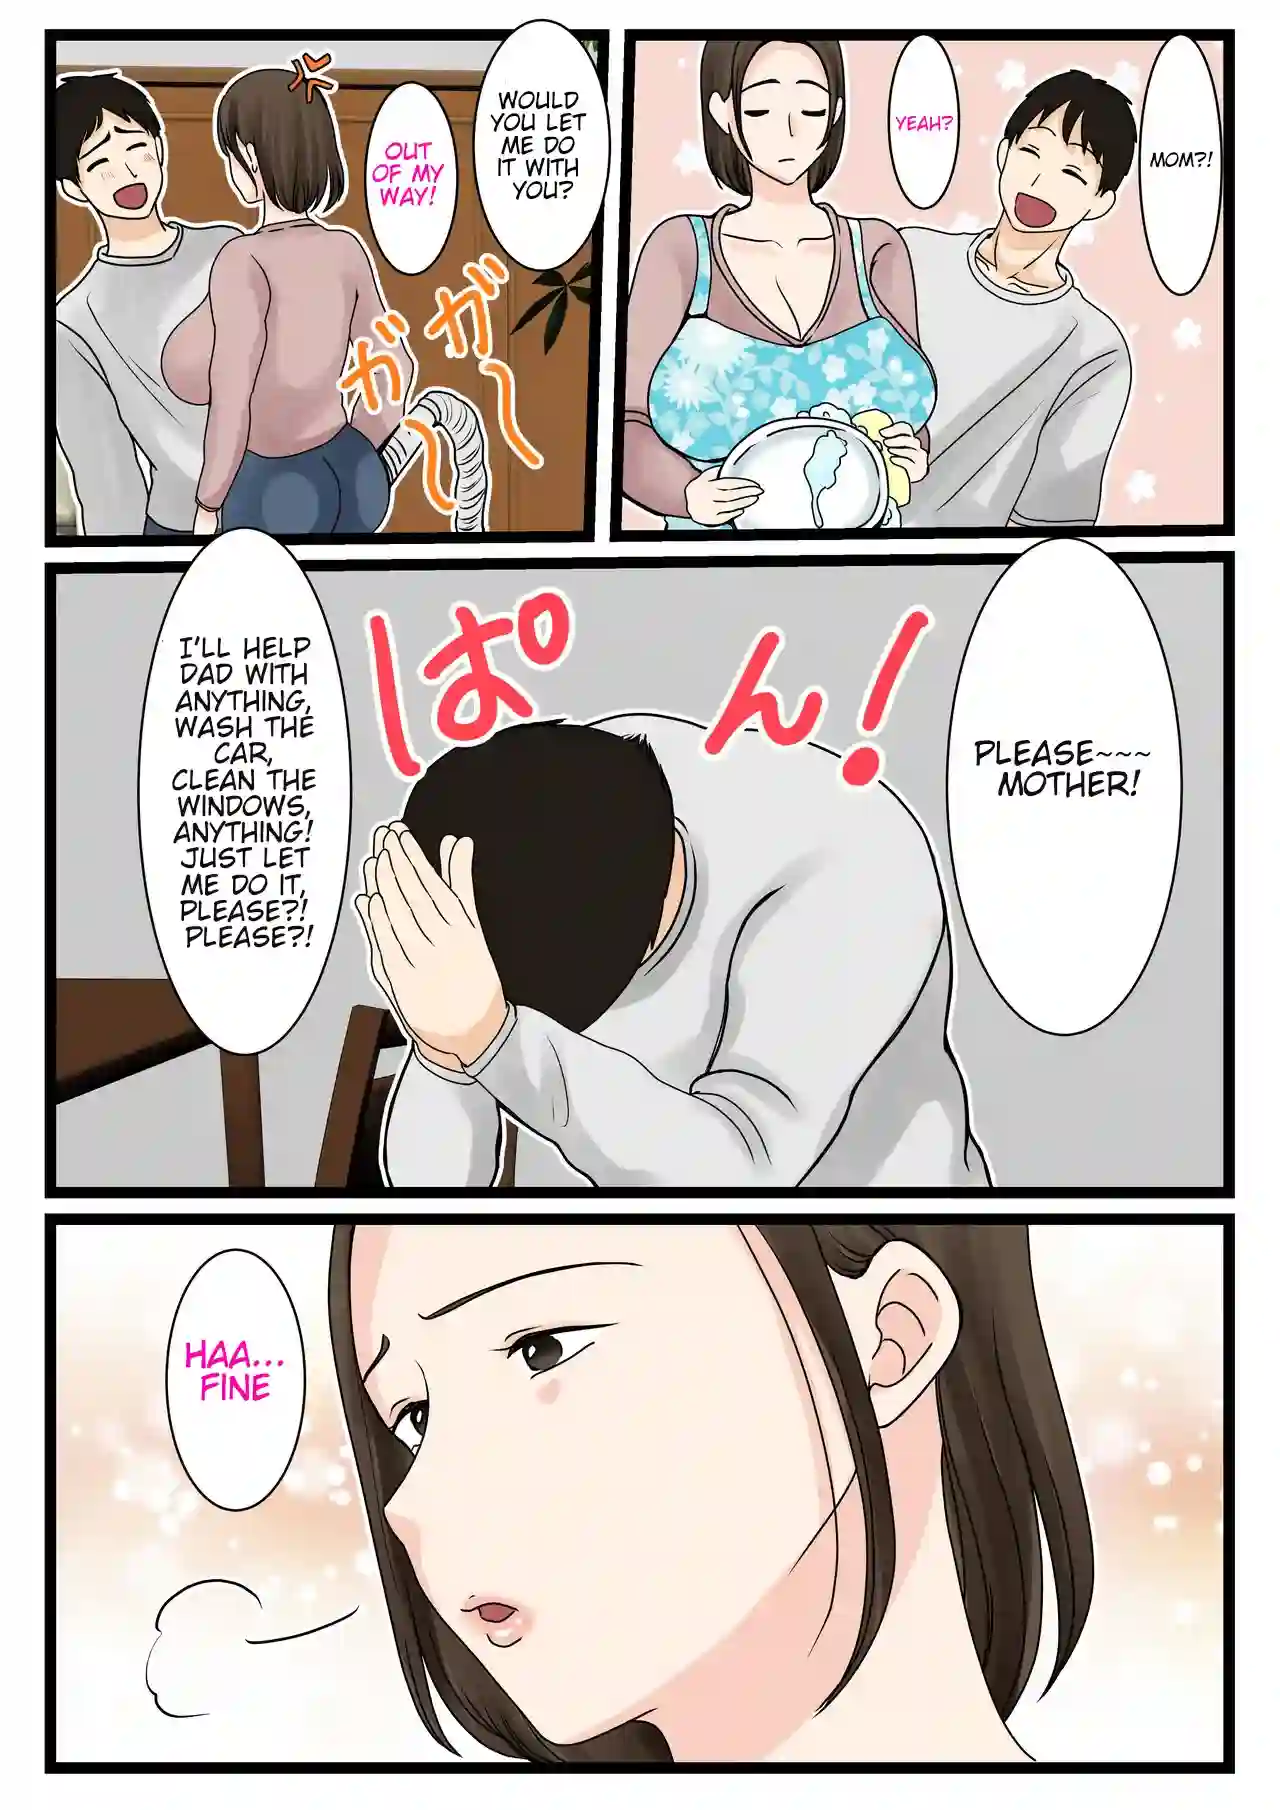 MOM?!
YEAH?
WOULD
YOU LET
ME DO
IT WITH
YOU?
OUT
OF MY
WAY!
ガガ〜〜
PLEASE~~~
MOTHER!
ぱん!
I'LL HELP
DAD WITH
ANYTHING,
WASH THE
CAR,
CLEAN THE
WINDOWS,
ANYTHING!
JUST LET
ME DO IT,
PLEASE?!
PLEASE?!
HAA...
FINE